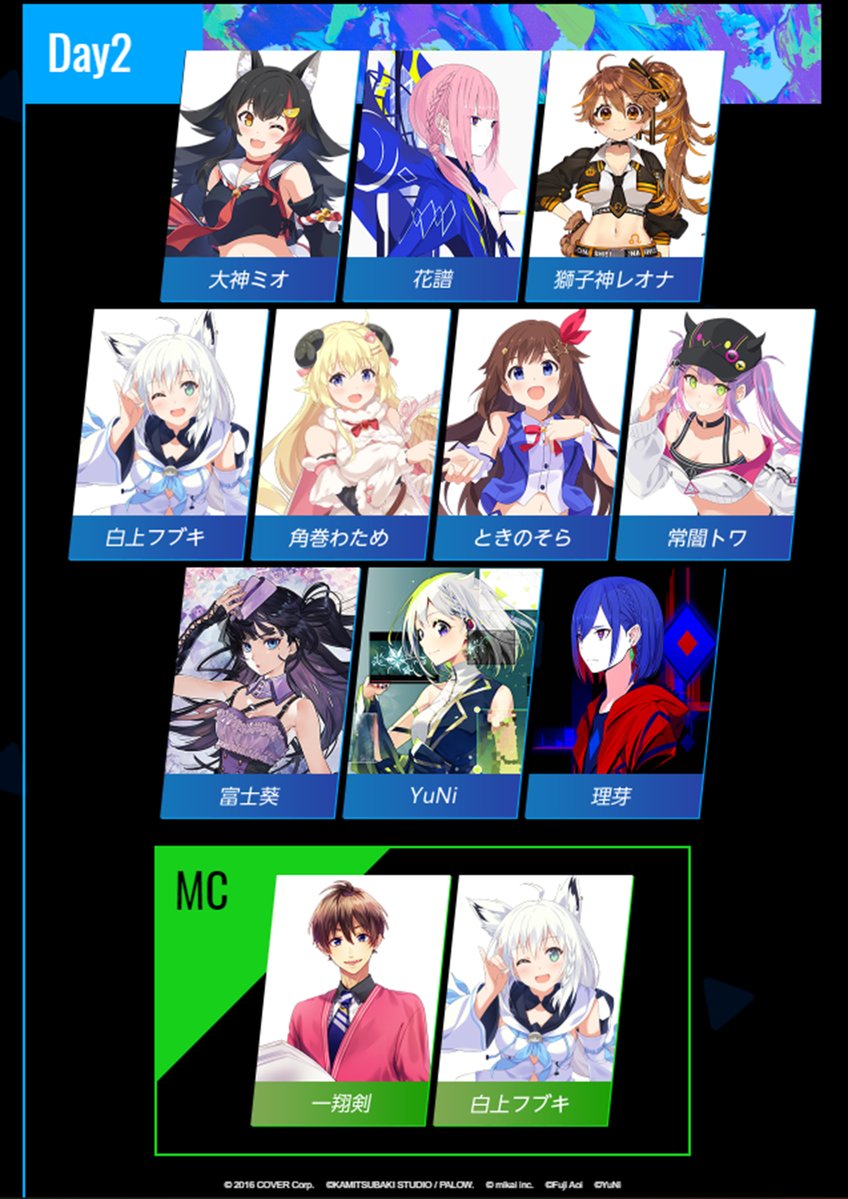 Day2
大神ミオ
花譜
獅子神レオナ
白上フブキ
角巻わため
ときのそら
常闇トワ
富士葵
YuNi
理芽
MC
一翔剣
白上フブキ
© 2016 COVER Corp. ©KAMITSUBAKI STUDIO / PALOW. © mikai inc. ©Fuji Aoi ©YuNi